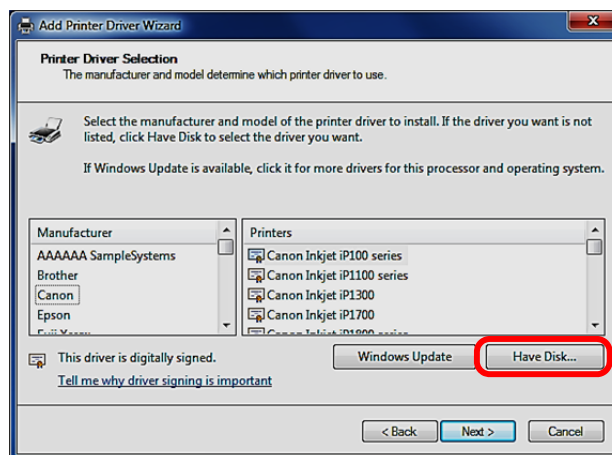 Add Printer Driver Wizard
Printer Driver Selection
The manufacturer and model determine which printer driver to use.
Select the manufacturer and model of the printer driver to install. If the driver you want is not
listed, click Have Disk to select the driver you want.
If Windows Update is available, click it for more drivers for this processor and operating system.
Manufacturer
AAAAAA SampleSystems
Brother
Canon
Epson
Printers
Canon Inkjet iP100 series
Canon Inkjet iP1100 series
Canon Inkjet iP1300
Canon Inkjet iP1700
Canon Inkjet iP1800 series
This driver is digitally signed.
Tell me why driver signing is important
Windows Update
Have Disk...
< Back
Next >
Cancel